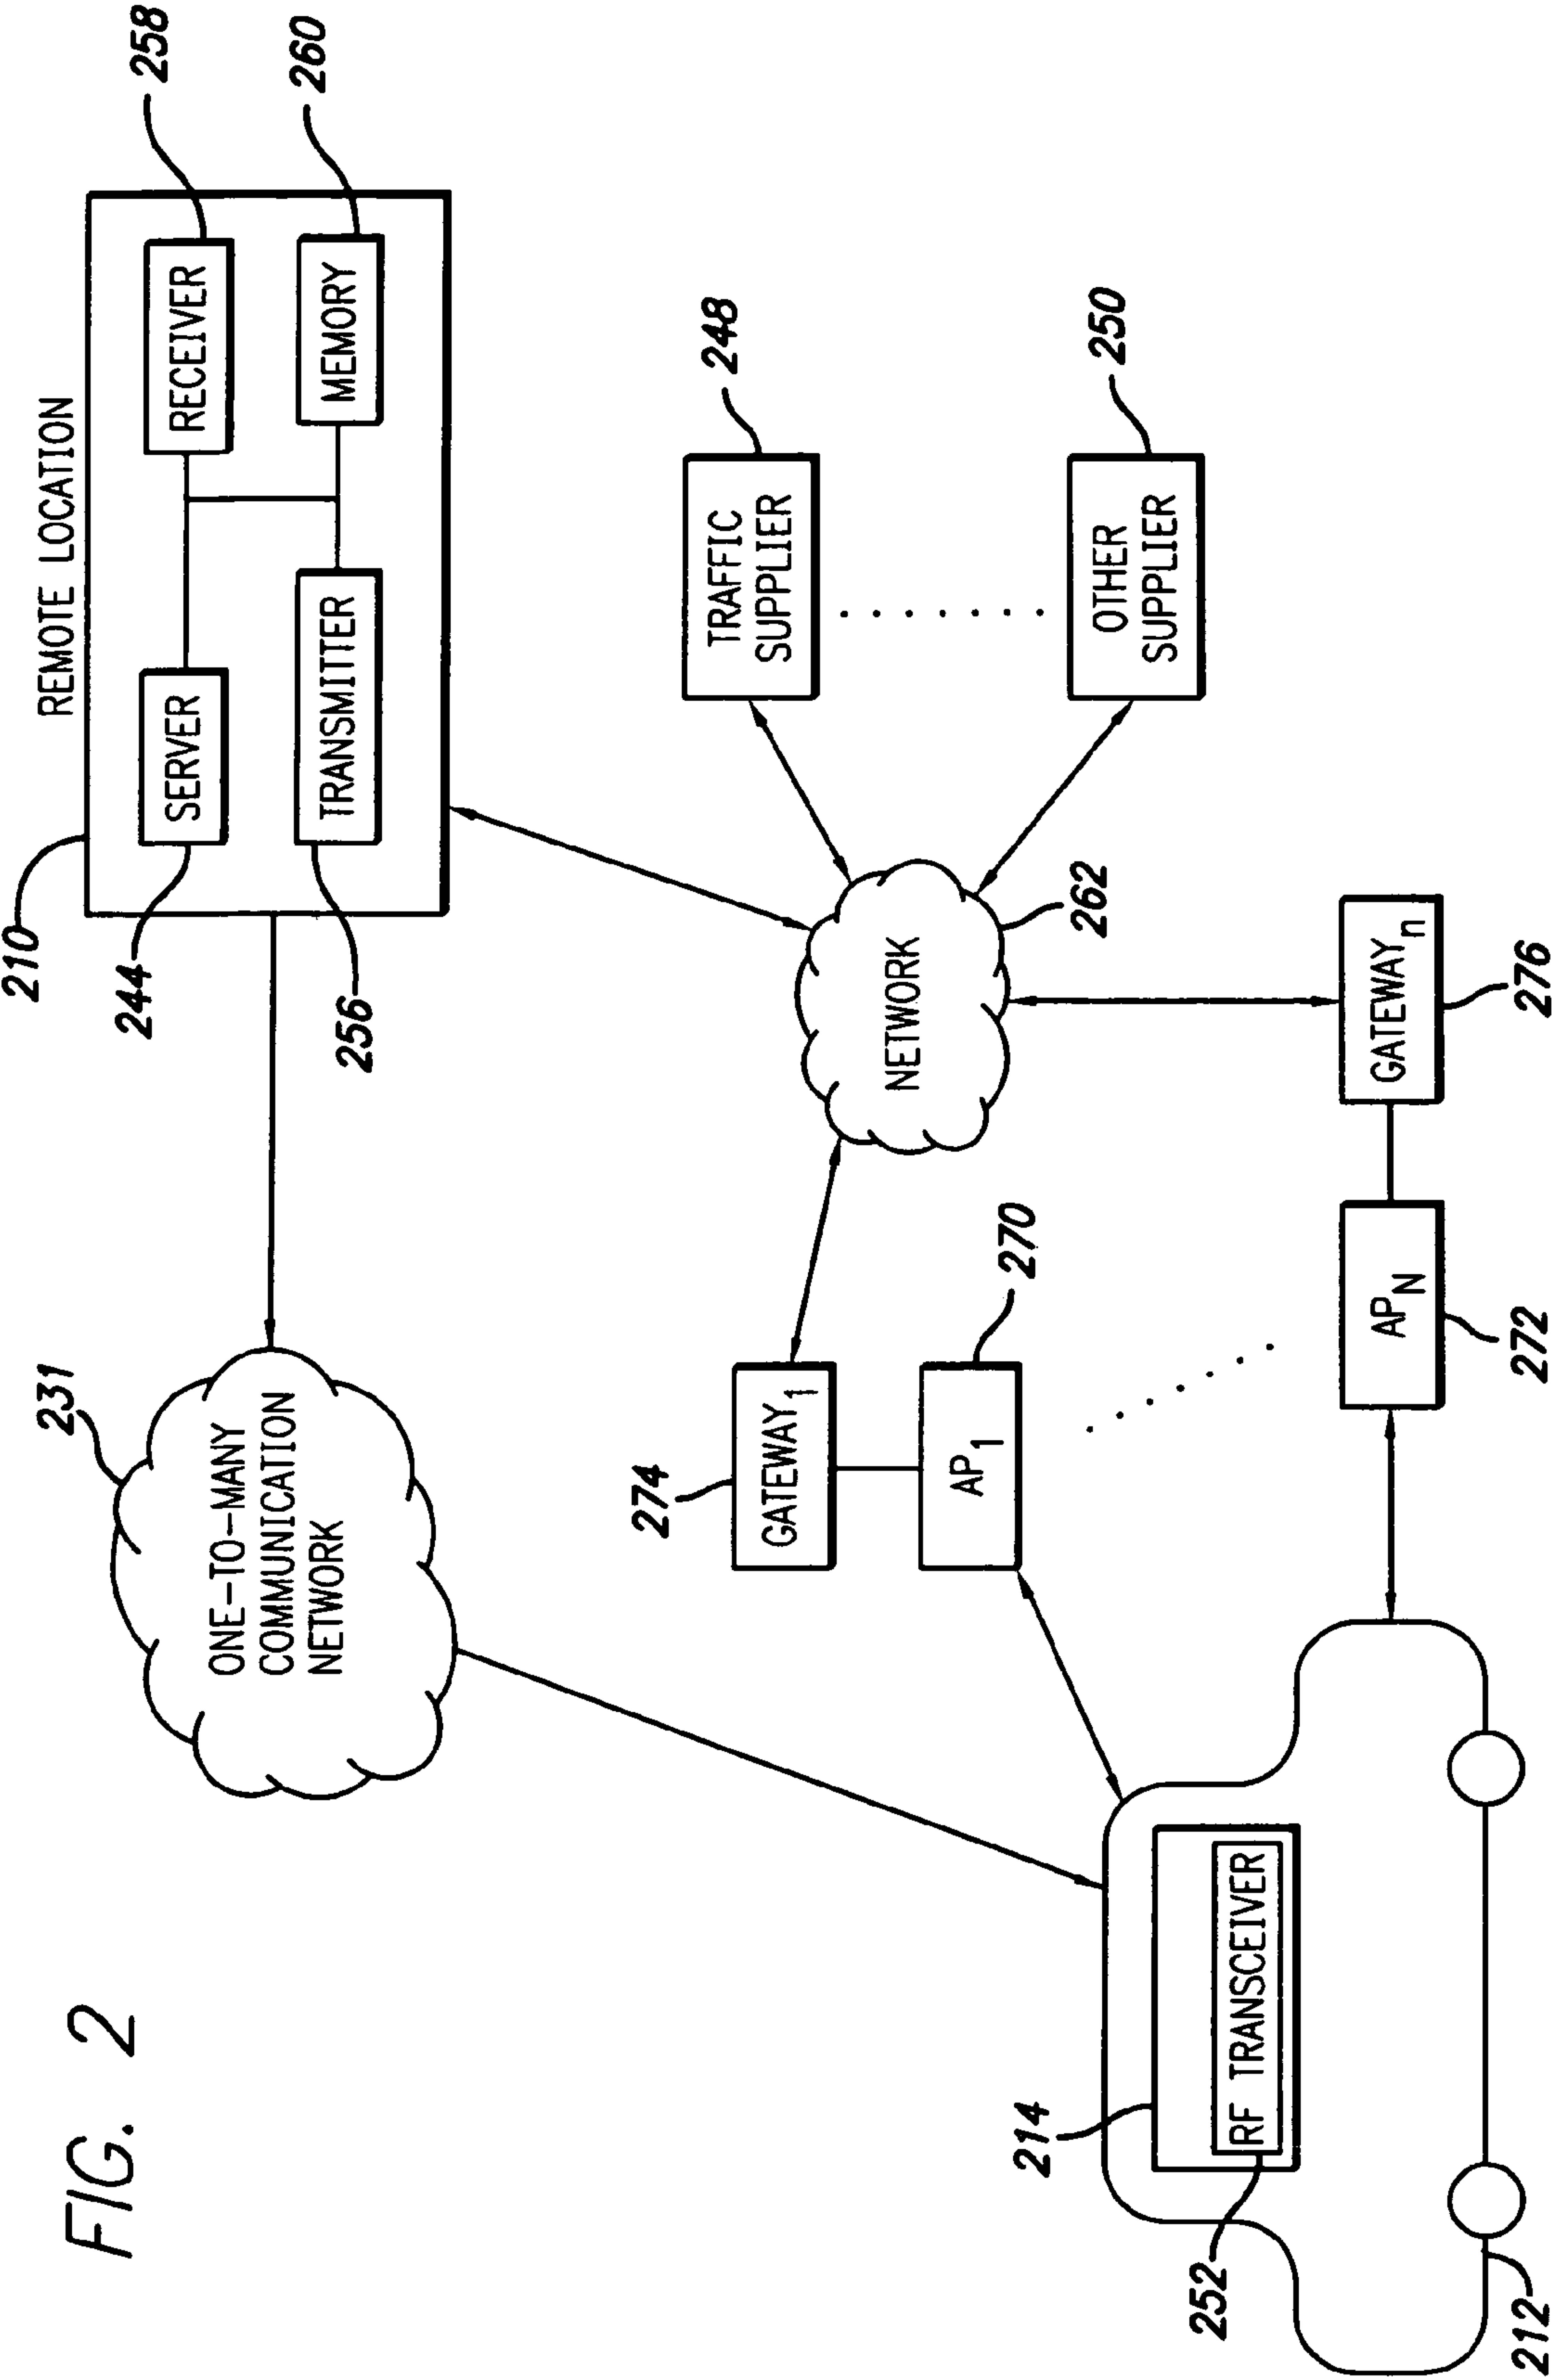 FIG. 2
231
ONE-TO-MANY
COMMUNICATION
NETWORK
210
REMOTE LOCATION
244
SERVER
RECEIVER
258
256
TRANSMITTER
MEMORY
260
274
GATEWAY1
AP1
270
NETWORK
262
TRAFFIC
SUPPLIER
248
OTHER
SUPPLIER
250
214
RF TRANSCEIVER
252
212
APN
272
GATEWAYn
276